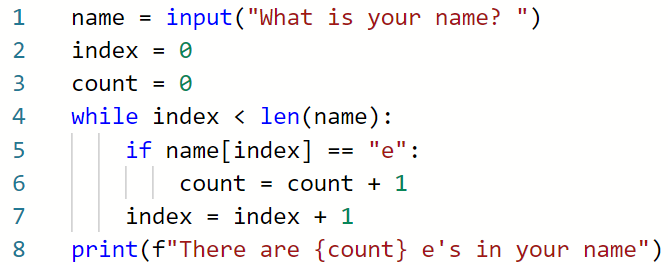 1 name = input("What is your name? ")
2 index = 0
3 count = 0
4 while index < len(name):
5     if name[index] == "e":
6         count = count + 1
7     index = index + 1
8 print(f"There are {count} e's in your name")